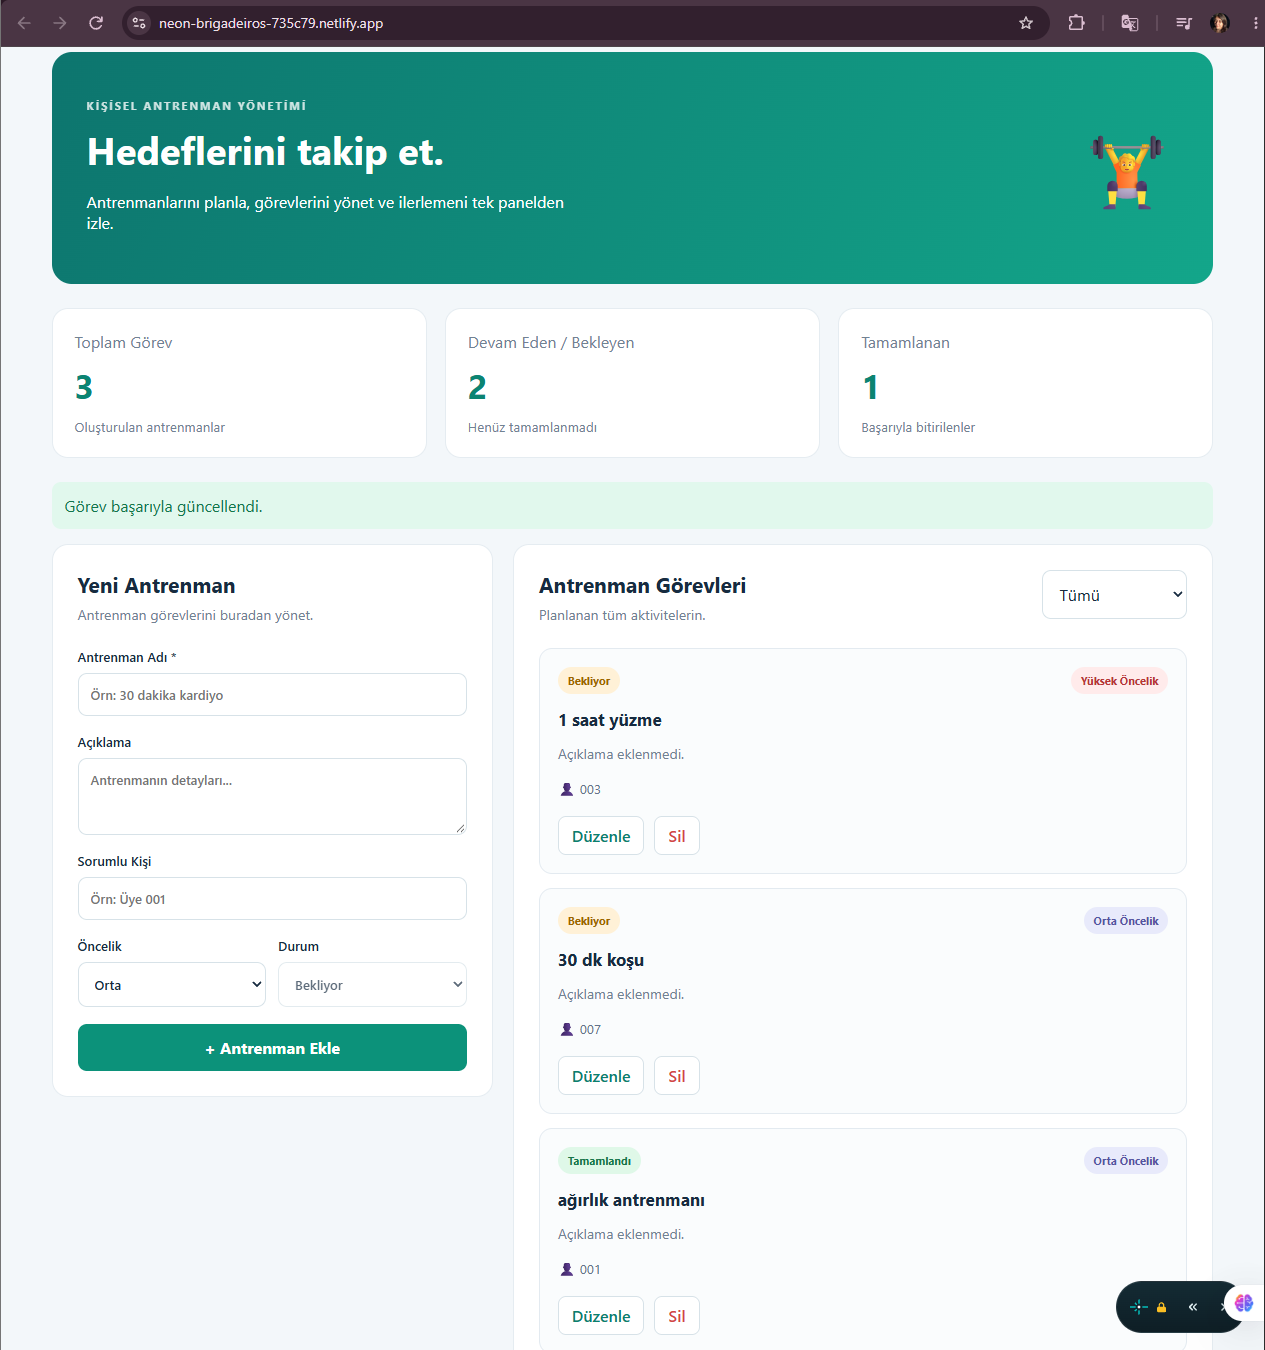 neon-brigadeiros-735c79.netlify.app
KİŞİSEL ANTRENMAN YÖNETİMİ
Hedeflerini takip et.
Antrenmanlarını planla, görevlerini yönet ve ilerlemeni tek panelden
izle.
Toplam Görev
3
Oluşturulan antrenmanlar
Devam Eden / Bekleyen
2
Henüz tamamlanmadı
Tamamlanan
1
Başarıyla bitirilenler
Görev başarıyla güncellendi.
Yeni Antrenman
Antrenman görevlerini buradan yönet.
Antrenman Adı *
Örn: 30 dakika kardiyo
Açıklama
Antrenmanın detayları...
Sorumlu Kişi
Örn: Üye 001
Öncelik
Durum
Orta
Bekliyor
+ Antrenman Ekle
Antrenman Görevleri
Planlanan tüm aktivitelerin.
Tümü
Bekliyor
Yüksek Öncelik
1 saat yüzme
Açıklama eklenmedi.
003
Düzenle
Sil
Bekliyor
Orta Öncelik
30 dk koşu
Açıklama eklenmedi.
007
Düzenle
Sil
Tamamlandı
Orta Öncelik
ağırlık antrenmanı
Açıklama eklenmedi.
001
Düzenle
Sil